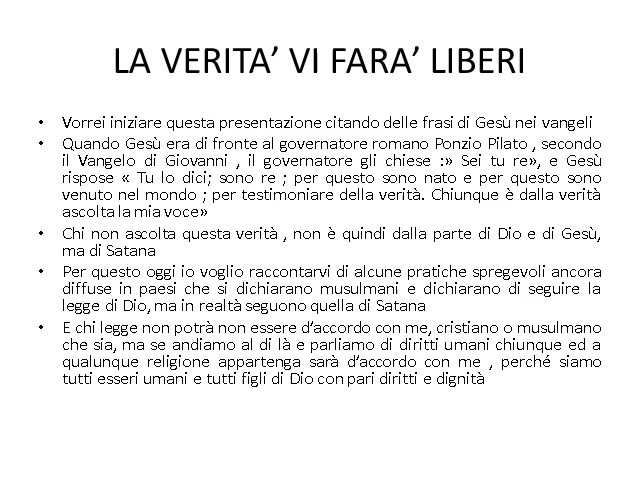 LA VERITA’ VI FARA’ LIBERI
• Vorrei iniziare questa presentazione citando delle frasi di Gesù nei vangeli
• Quando Gesù era di fronte al governatore romano Ponzio Pilato , secondo
il Vangelo di Giovanni , il governatore gli chiese :» Sei tu re», e Gesù
rispose « Tu lo dici; sono re ; per questo sono nato e per questo sono
venuto nel mondo ; per testimoniare della verità. Chiunque è dalla verità
ascolta la mia voce»
• Chi non ascolta questa verità , non è quindi dalla parte di Dio e di Gesù,
ma di Satana
• Per questo oggi io voglio raccontarvi di alcune pratiche spregevoli ancora
diffuse in paesi che si dichiarano musulmani e dichiarano di seguire la
legge di Dio, ma in realtà seguono quella di Satana
• E chi legge non potrà non essere d’accordo con me, cristiano o musulmano
che sia, ma se andiamo al di là e parliamo di diritti umani chiunque ed a
qualunque religione appartenga sarà d’accordo con me , perché siamo
tutti esseri umani e tutti figli di Dio con pari diritti e dignità